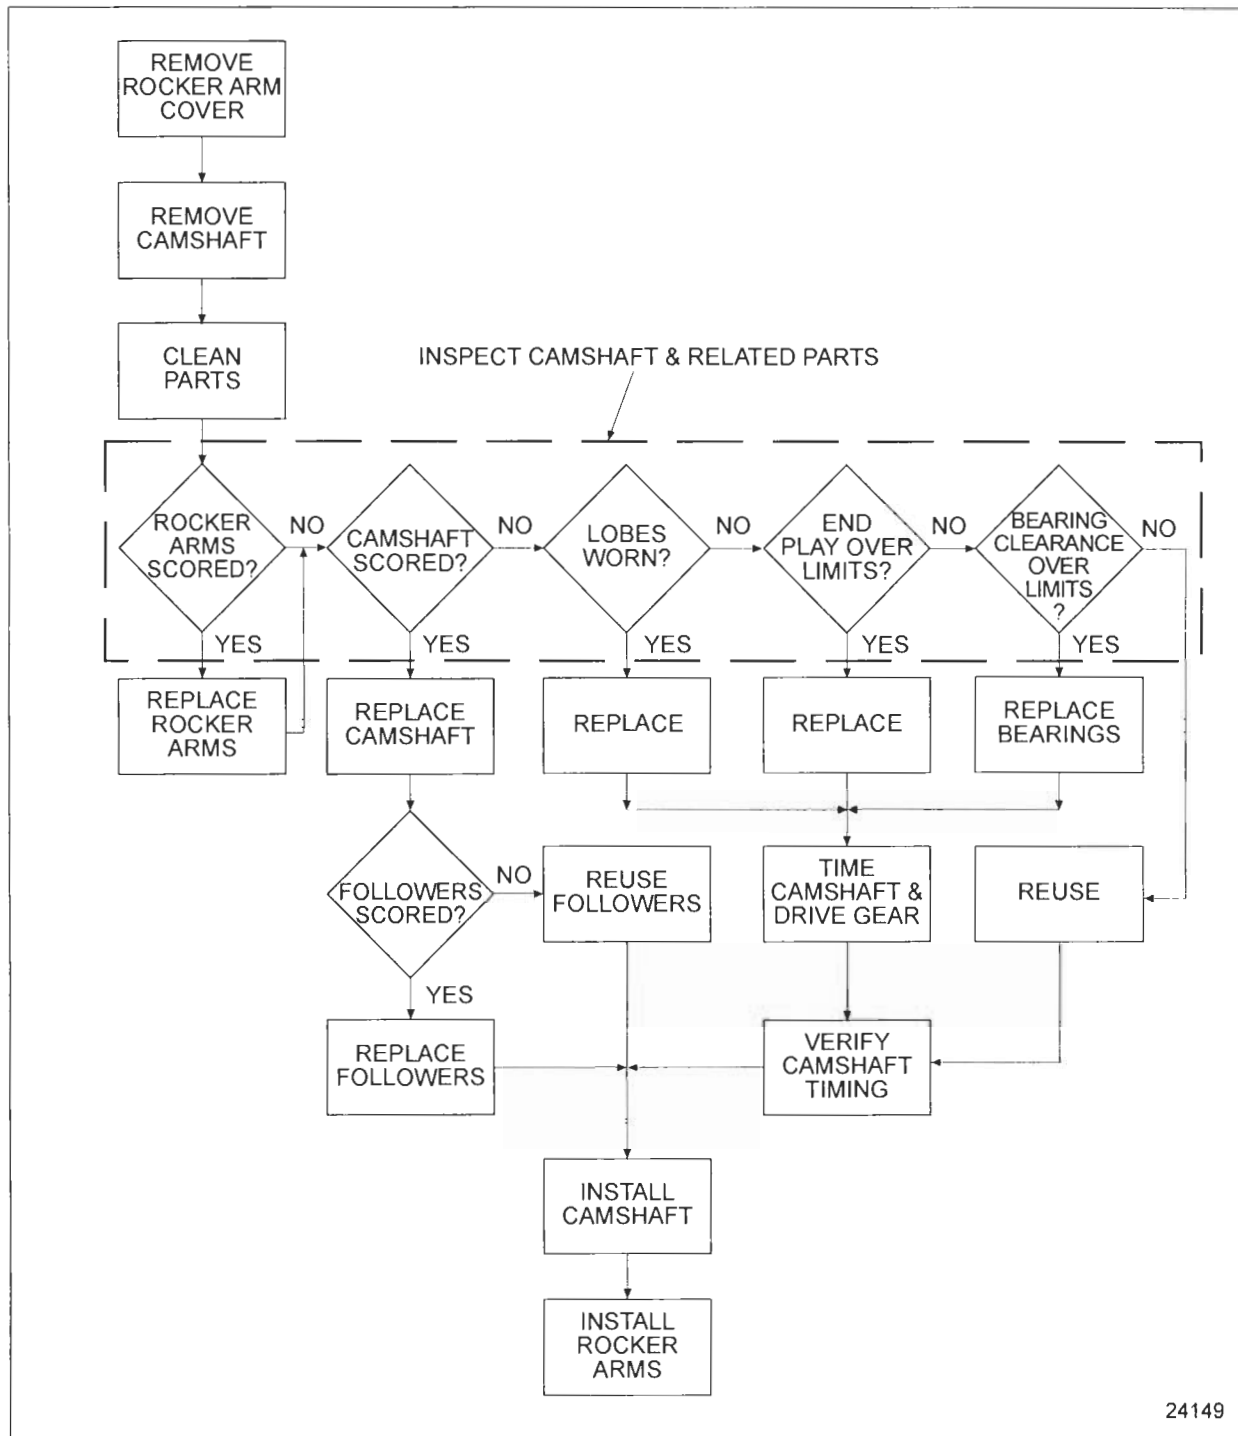 REMOVE
ROCKER ARM
COVER
REMOVE
CAMSHAFT
CLEAN
PARTS
INSPECT CAMSHAFT & RELATED PARTS
ROCKER
ARMS
SCORED?
NO
CAMSHAFT
SCORED?
NO
LOBES
WORN?
NO
END
PLAY OVER
LIMITS?
NO
BEARING
CLEARANCE
OVER
LIMITS
?
NO
YES
YES
YES
YES
YES
REPLACE
ROCKER
ARMS
REPLACE
CAMSHAFT
REPLACE
REPLACE
REPLACE
BEARINGS
FOLLOWERS
SCORED?
NO
REUSE
FOLLOWERS
TIME
CAMSHAFT &
DRIVE GEAR
REUSE
YES
REPLACE
FOLLOWERS
VERIFY
CAMSHAFT
TIMING
INSTALL
CAMSHAFT
INSTALL
ROCKER
ARMS
24149